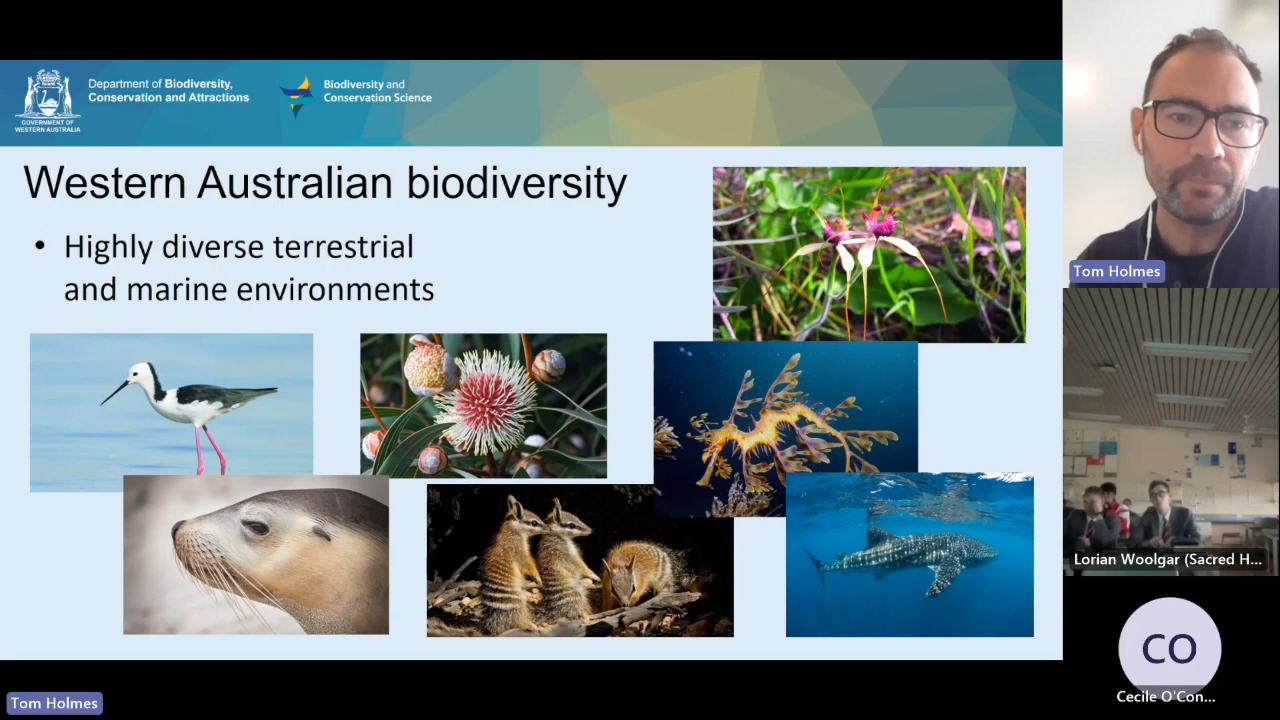 GOVERNMENT OF
WESTERN AUSTRALIA
Department of Biodiversity,
Conservation and Attractions
Biodiversity and
Conservation Science
Western Australian biodiversity
• Highly diverse terrestrial
and marine environments
Tom Holmes
Lorian Woolgar (Sacred H...
CO
Cecile O'Con...
Tom Holmes